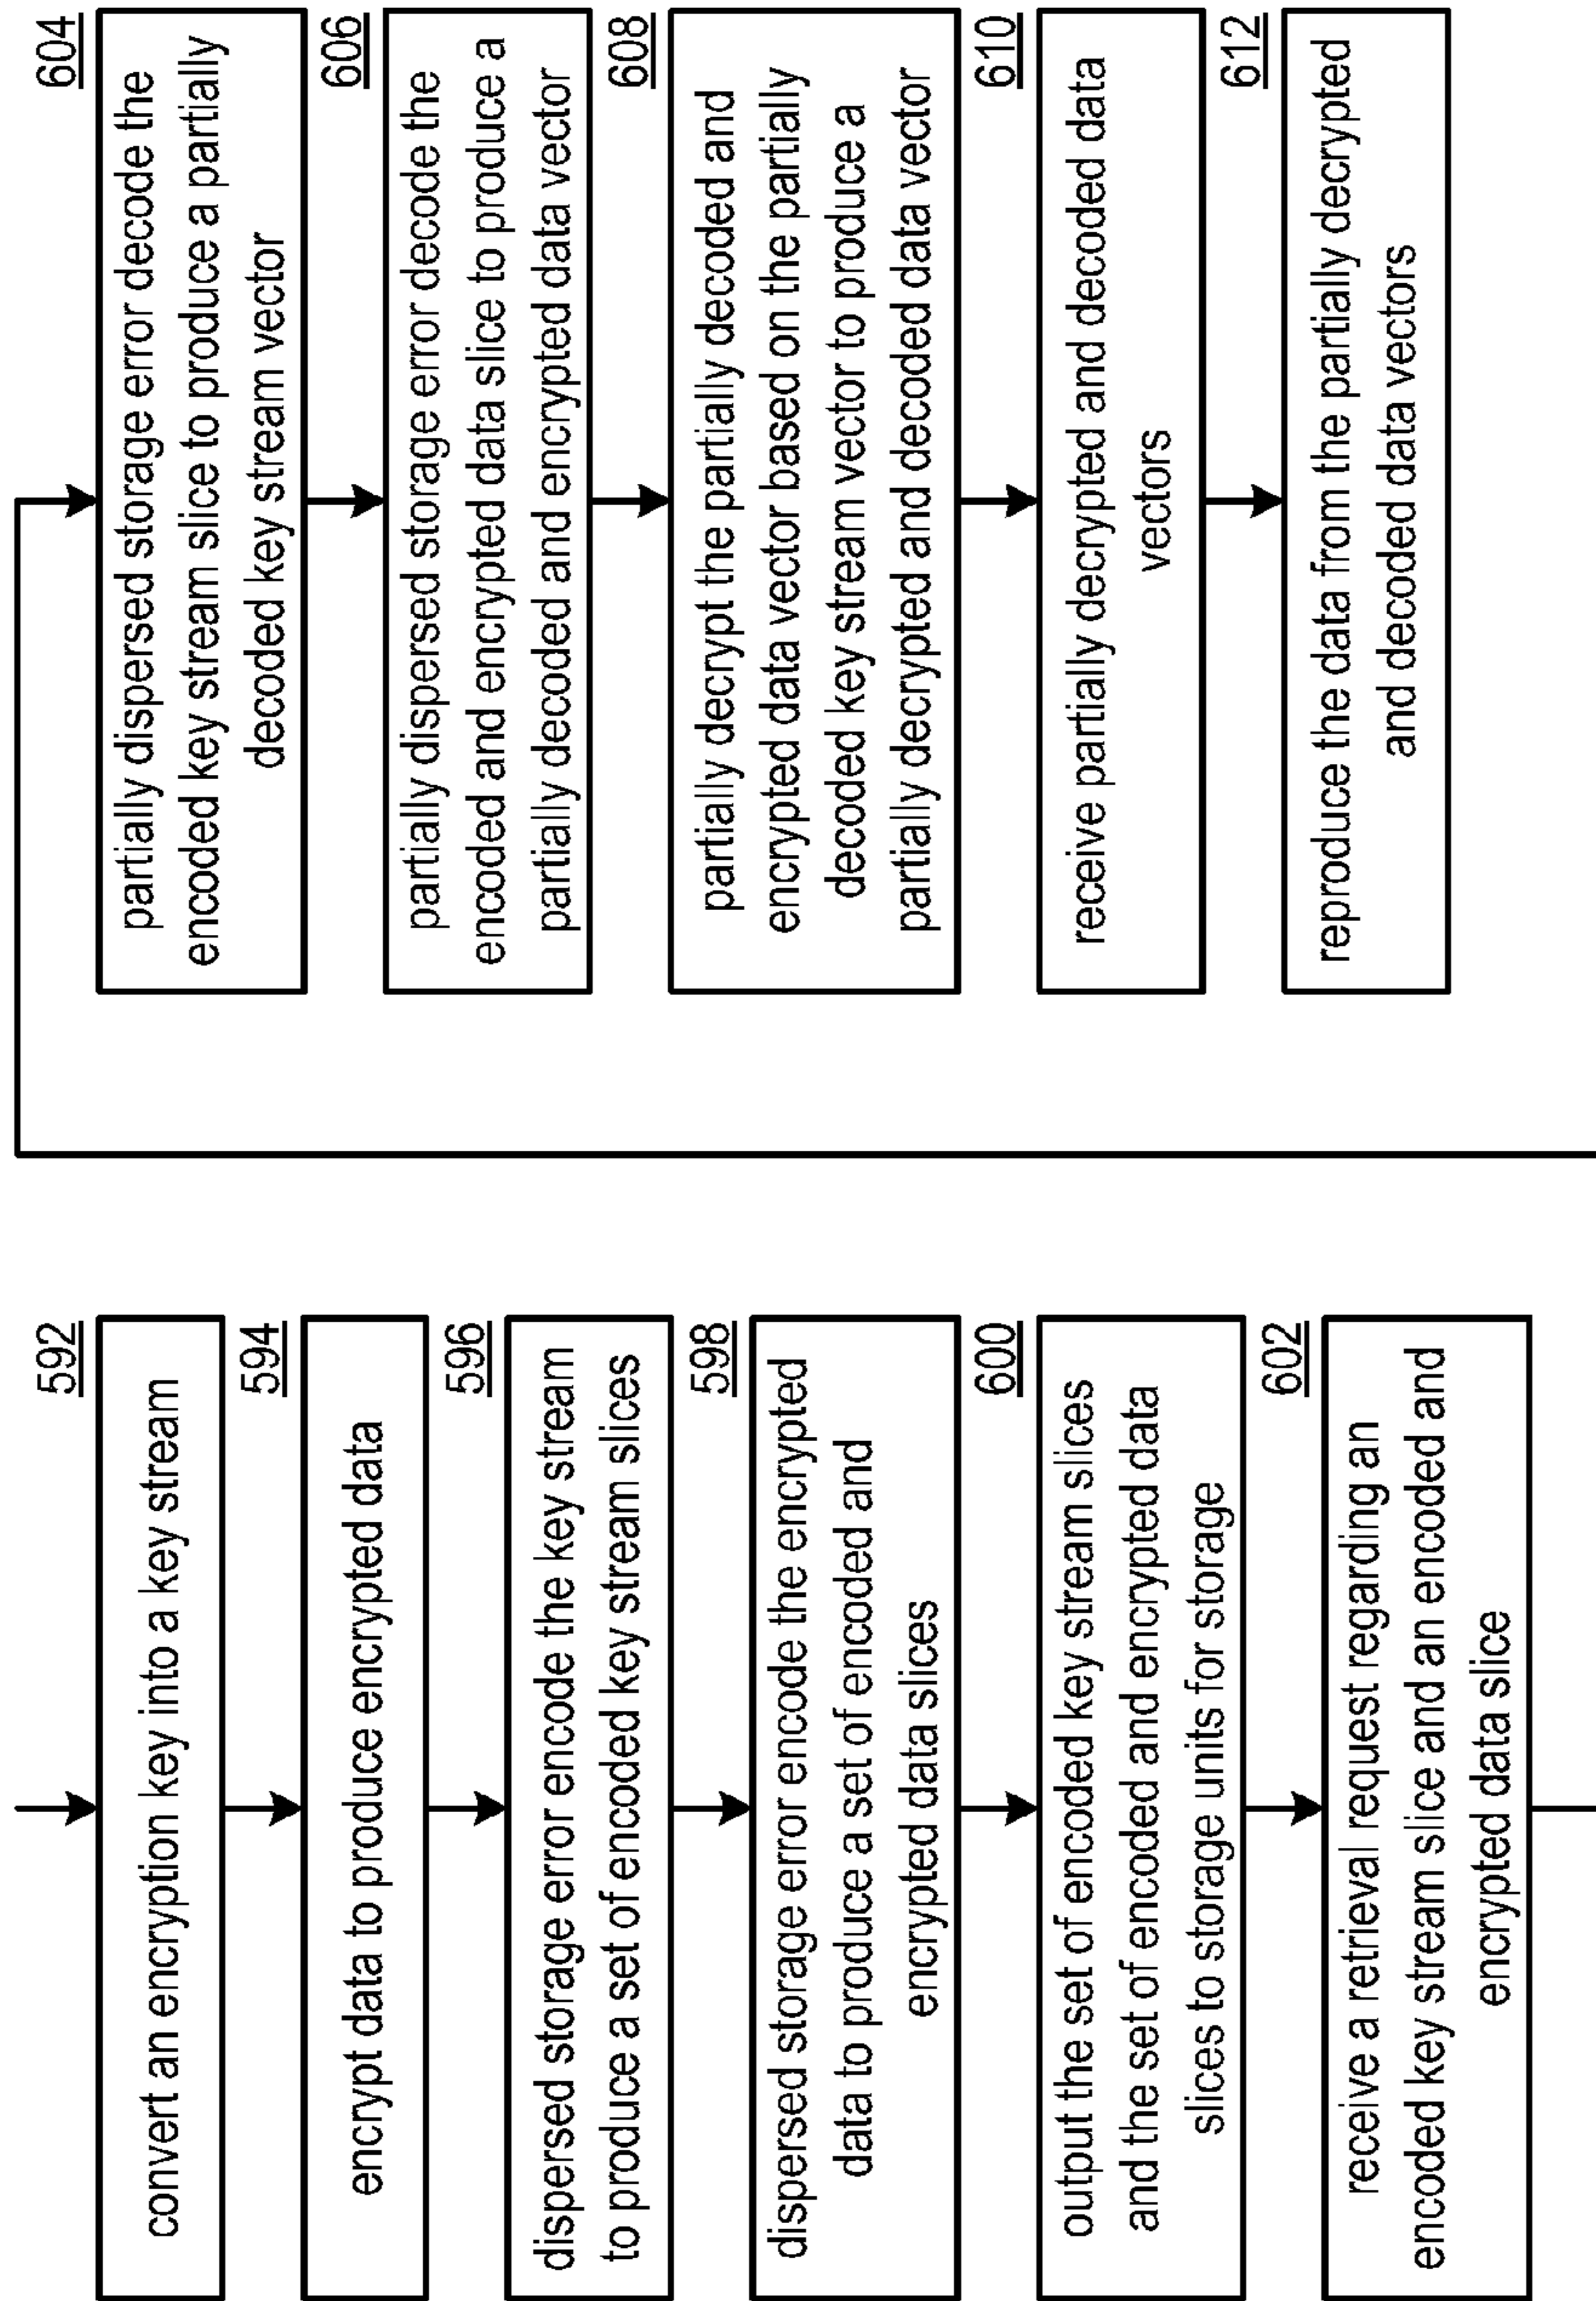 592
convert an encryption key into a key stream
594
encrypt data to produce encrypted data
596
dispersed storage error encode the key stream
to produce a set of encoded key stream slices
598
dispersed storage error encode the encrypted
data to produce a set of encoded and
encrypted data slices
600
output the set of encoded key stream slices
and the set of encoded and encrypted data
slices to storage units for storage
602
receive a retrieval request regarding an
encoded key stream slice and an encoded and
encrypted data slice
604
partially dispersed storage error decode the
encoded key stream slice to produce a partially
decoded key stream vector
606
partially dispersed storage error decode the
encoded and encrypted data slice to produce a
partially decoded and encrypted data vector
608
partially decrypt the partially decoded and
encrypted data vector based on the partially
decoded key stream vector to produce a
partially decrypted and decoded data vector
610
receive partially decrypted and decoded data
vectors
612
reproduce the data from the partially decrypted
and decoded data vectors